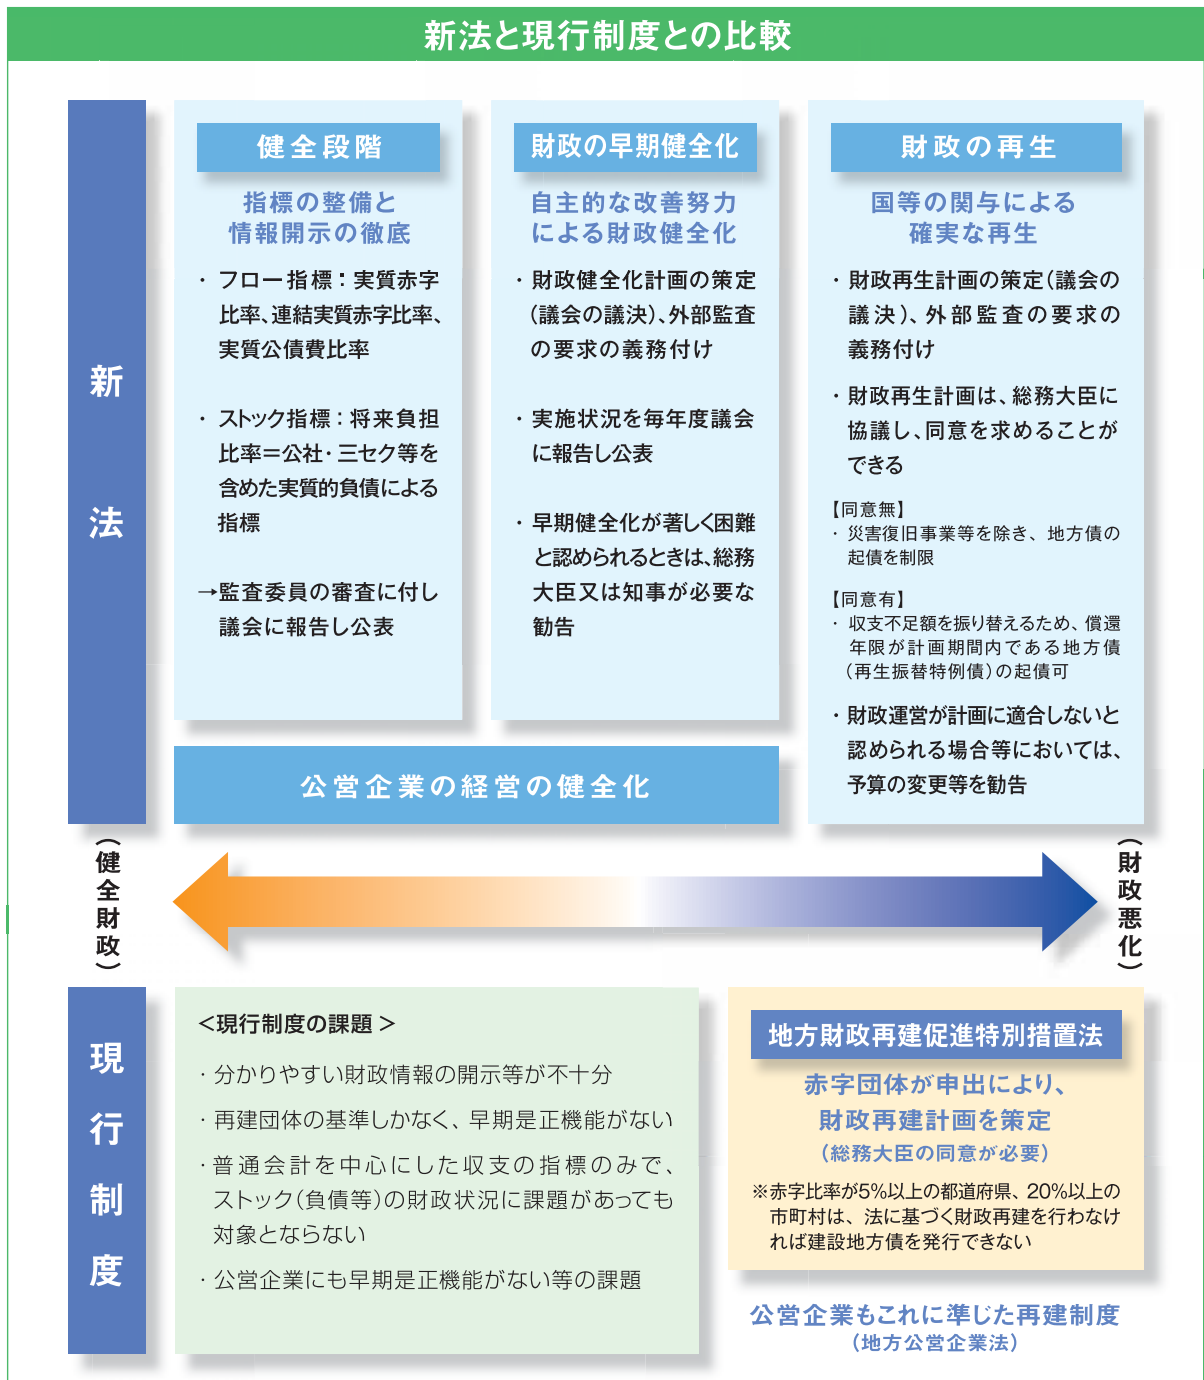 新法と現行制度との比較
新法
健全段階
指標の整備と
情報開示の徹底
・ フロー指標：実質赤字
比率、連結実質赤字比率、
実質公債費比率
・ ストック指標：将来負担
比率＝公社・三セク等を
含めた実質的負債による
指標
→監査委員の審査に付し
議会に報告し公表
財政の早期健全化
自主的な改善努力
による財政健全化
・ 財政健全化計画の策定
（議会の議決）、外部監査
の要求の義務付け
・ 実施状況を毎年度議会
に報告し公表
・ 早期健全化が著しく困難
と認められるときは、総務
大臣又は知事が必要な
勧告
公営企業の経営の健全化
財政の再生
国等の関与による
確実な再生
・ 財政再生計画の策定（議会の
議決）、外部監査の要求の
義務付け
・ 財政再生計画は、総務大臣に
協議し、同意を求めることが
できる
【同意無】
・ 災害復旧事業等を除き、地方債の
起債を制限
【同意有】
・ 収支不足額を振り替えるため、償還
年限が計画期間内である地方債
（再生振替特例債）の起債可
・ 財政運営が計画に適合しないと
認められる場合等においては、
予算の変更等を勧告
（健全財政）
（財政悪化）
現行制度
＜現行制度の課題＞
・ 分かりやすい財政情報の開示等が不十分
・ 再建団体の基準しかなく、早期是正機能がない
・ 普通会計を中心にした収支の指標のみで、
ストック（負債等）の財政状況に課題があっても
対象とならない
・ 公営企業にも早期是正機能がない等の課題
地方財政再建促進特別措置法
赤字団体が申出により、
財政再建計画を策定
（総務大臣の同意が必要）
※赤字比率が5%以上の都道府県、20%以上の
市町村は、法に基づく財政再建を行わなけ
れば建設地方債を発行できない
公営企業もこれに準じた再建制度
（地方公営企業法）